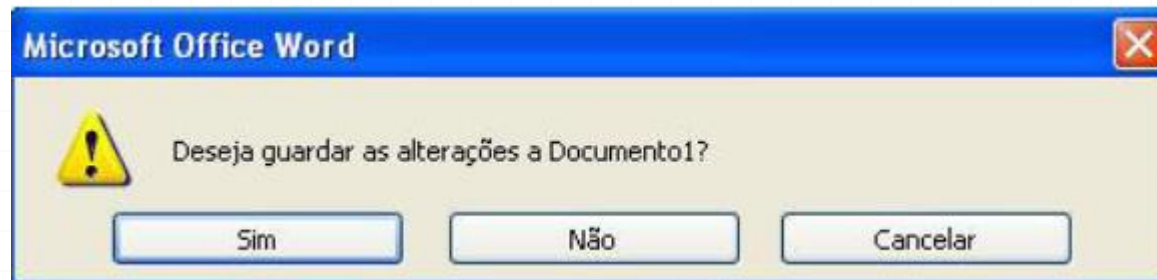 Microsoft Office Word
Deseja guardar as alterações a Documento1?
Sim Não Cancelar